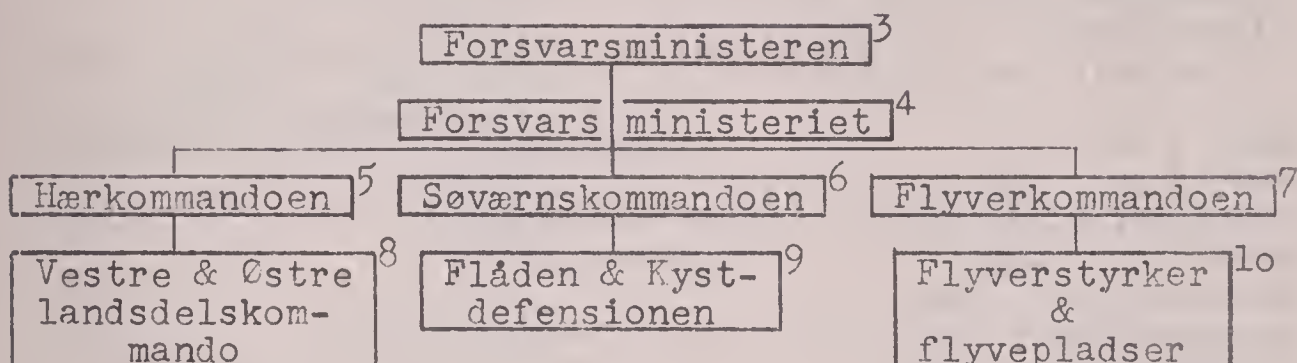 Forsvarsministeren 3
Forsvars ministeriet 4
Hærkommandoen 5
Søværnskommandoen 6
Flyverkommandoen 7
Vestre & Østre 8
landsdelskom-
mando
Flåden & Kyst- 9
defensionen
Flyverstyrker 10
&
flyvepladser